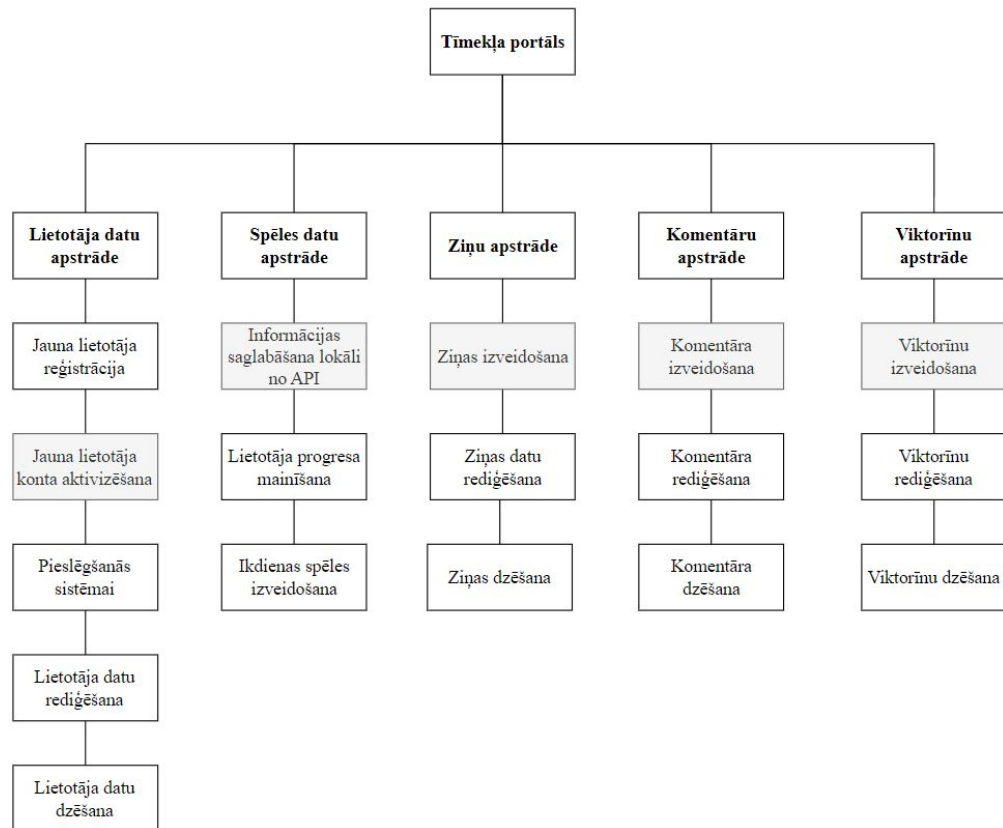 Tīmekļa portāls
Lietotāja datu
apstrāde
Jauna lietotāja
reģistrācija
Jauna lietotāja
konta aktivizēšana
Pieslēgšanās
sistēmai
Lietotāja datu
rediģēšana
Lietotāja datu
dzēšana
Spēles datu
apstrāde
Informācijas
saglabāšana lokāli
no API
Lietotāja progresa
mainīšana
Ikdienas spēles
izveidošana
Ziņu apstrāde
Ziņas izveidošana
Ziņas datu
rediģēšana
Ziņas dzēšana
Komentāru
apstrāde
Komentāra
izveidošana
Komentāra
rediģēšana
Komentāra
dzēšana
Viktorīnu
apstrāde
Viktorīnu
izveidošana
Viktorīnu
rediģēšana
Viktorīnu dzēšana